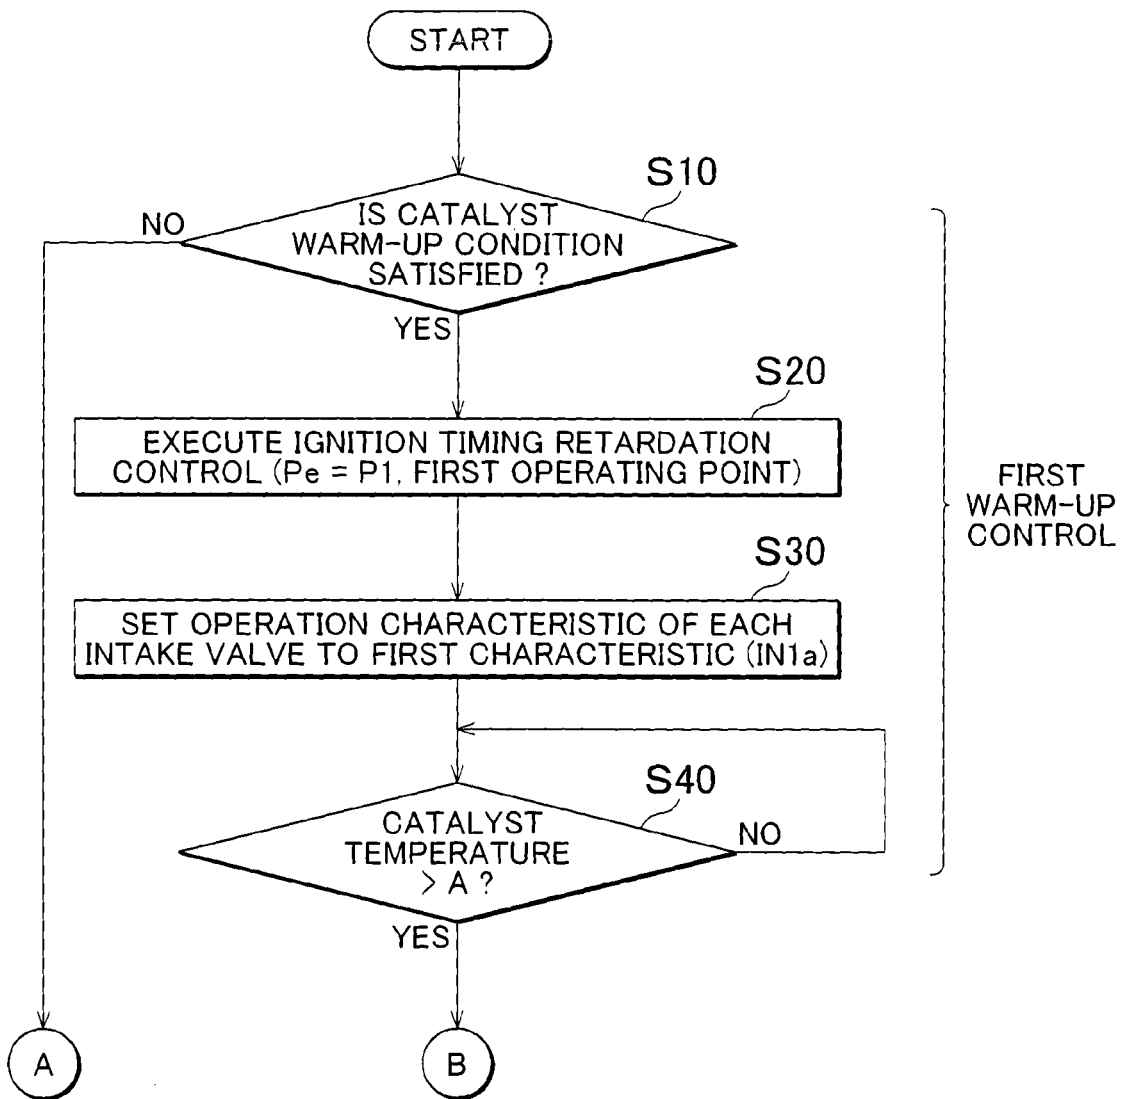 START
S10
NO
IS CATALYST
WARM-UP CONDITION
SATISFIED ?
YES
S20
EXECUTE IGNITION TIMING RETARDATION
CONTROL (Pe = P1, FIRST OPERATING POINT)
FIRST
WARM-UP
CONTROL
S30
SET OPERATION CHARACTERISTIC OF EACH
INTAKE VALVE TO FIRST CHARACTERISTIC (IN1a)
S40
CATALYST
TEMPERATURE
> A ?
NO
YES
A
B